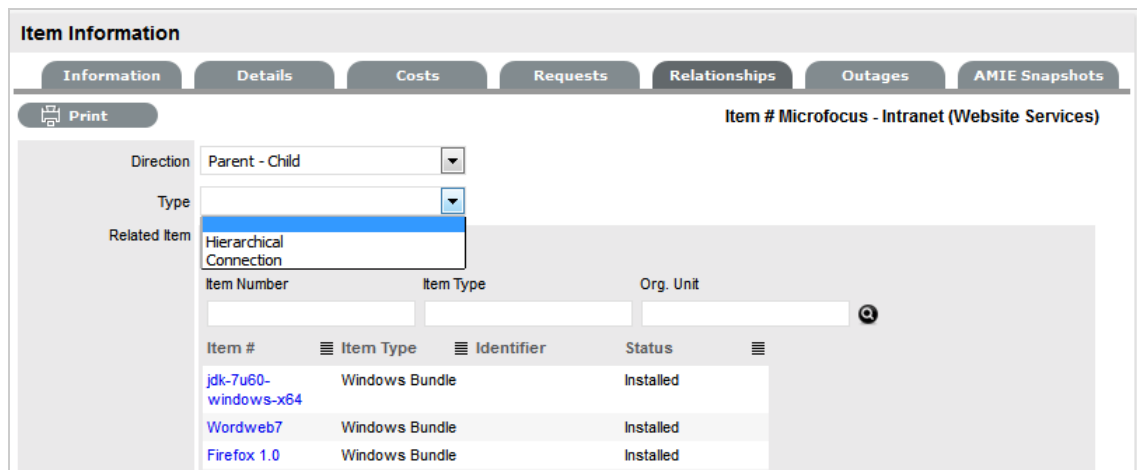 Item Information
Information Details Costs Requests Relationships Outages AMIE Snapshots
Print Item # Microfocus - Intranet (Website Services)
Direction Parent - Child
Type
Related Item
Hierarchical
Connection
Item Number Item Type Org. Unit
Item # Item Type Identifier Status
jdk-7u60- Windows Bundle Installed
windows-x64
Wordweb7 Windows Bundle Installed
Firefox 1.0 Windows Bundle Installed